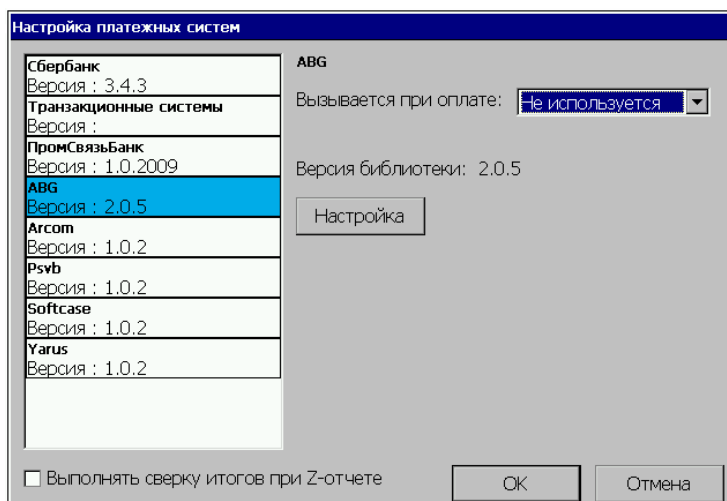 Настройка платежных систем
Сбербанк
Версия : 3.4.3
Транзакционные системы
Версия :
ПромСвязьБанк
Версия : 1.0.2009
ABG
Версия : 2.0.5
Arcom
Версия : 1.0.2
Psvb
Версия : 1.0.2
Softcase
Версия : 1.0.2
Yarus
Версия : 1.0.2
ABG
Вызывается при оплате: Не используется
Версия библиотеки: 2.0.5
Настройка
Выполнять сверку итогов при Z-отчете
OK
Отмена